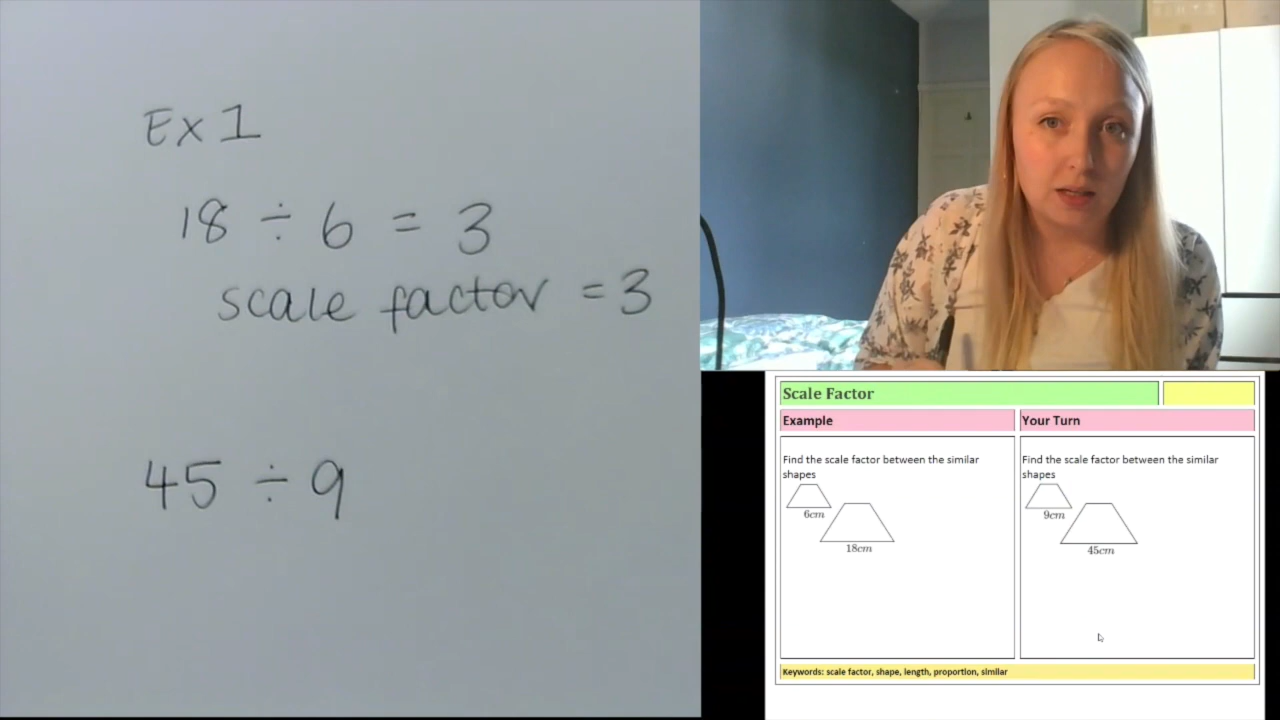 Ex 1
18 ÷ 6 = 3
scale factor = 3
45 ÷ 9
Scale Factor
Example
Your Turn
Find the scale factor between the similar
shapes
6cm
18cm
Find the scale factor between the similar
shapes
9cm
45cm
Keywords: scale factor, shape, length, proportion, similar